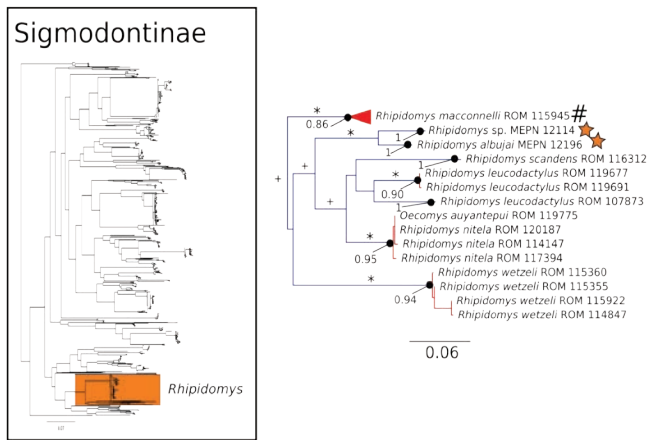 Sigmodontinae
Rhipidomys
*
0.86
Rhipidomys macconnelli ROM 115945 #
*
Rhipidomys sp. MEPN 12114
1
Rhipidomys albujai MEPN 12196
1
Rhipidomys scandens ROM 116312
1
+
+
*
Rhipidomys leucodactylus ROM 119677
0.90
Rhipidomys leucodactylus ROM 119691
Rhipidomys leucodactylus ROM 107873
1
Oecomys auyantepui ROM 119775
Rhipidomys nitela ROM 120187
*
Rhipidomys nitela ROM 114147
0.95
Rhipidomys nitela ROM 117394
*
Rhipidomys wetzeli ROM 115360
0.94
Rhipidomys wetzeli ROM 115355
Rhipidomys wetzeli ROM 115922
Rhipidomys wetzeli ROM 114847
0.06